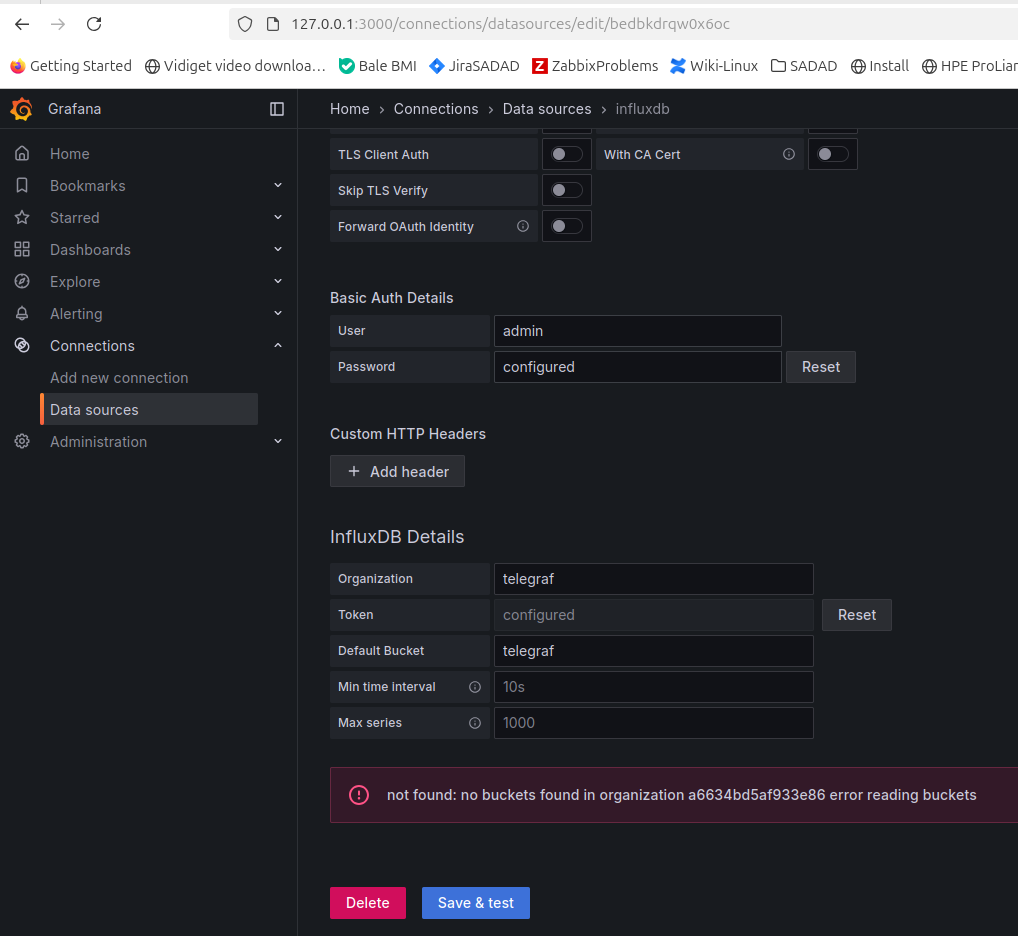 127.0.0.1:3000/connections/datasources/edit/bedbkdrqw0x6oc
Getting Started Vidiget video downloa… Bale BMI JiraSADAD ZabbixProblems Wiki-Linux SADAD Install HPE ProLiar
Grafana
Home › Connections › Data sources › influxdb
Home
Bookmarks
Starred
Dashboards
Explore
Alerting
Connections
Add new connection
Data sources
Administration
TLS Client Auth With CA Cert
Skip TLS Verify
Forward OAuth Identity
Basic Auth Details
User admin
Password configured Reset
Custom HTTP Headers
+ Add header
InfluxDB Details
Organization telegraf
Token configured Reset
Default Bucket telegraf
Min time interval 10s
Max series 1000
not found: no buckets found in organization a6634bd5af933e86 error reading buckets
Delete Save & test